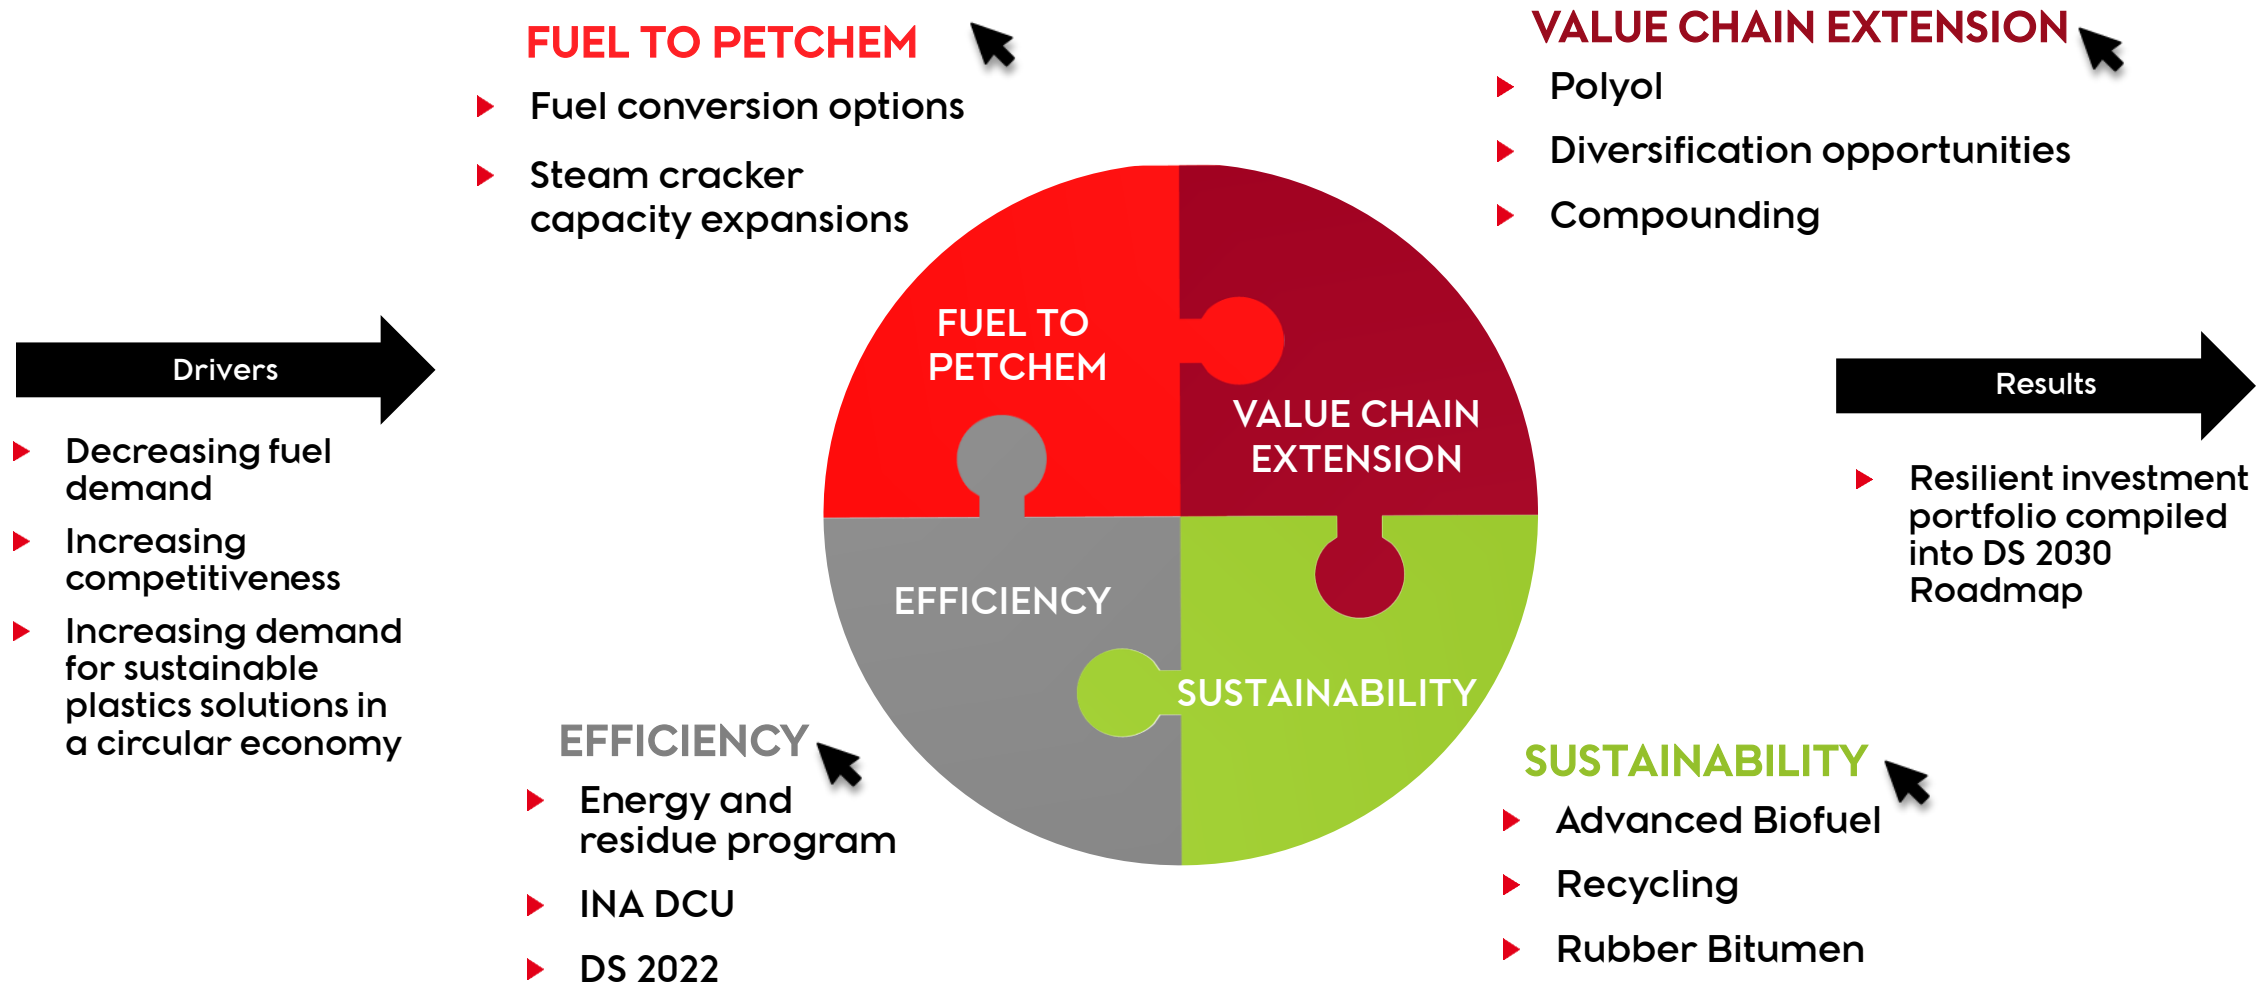 FUEL TO PETCHEM
Fuel conversion options
Steam cracker
capacity expansions
VALUE CHAIN EXTENSION
Polyol
Diversification opportunities
Compounding
Drivers
Decreasing fuel
demand
Increasing
competitiveness
Increasing demand
for sustainable
plastics solutions in
a circular economy
FUEL TO
PETCHEM
VALUE CHAIN
EXTENSION
EFFICIENCY
SUSTAINABILITY
Results
Resilient investment
portfolio compiled
into DS 2030
Roadmap
EFFICIENCY
Energy and
residue program
INA DCU
DS 2022
SUSTAINABILITY
Advanced Biofuel
Recycling
Rubber Bitumen